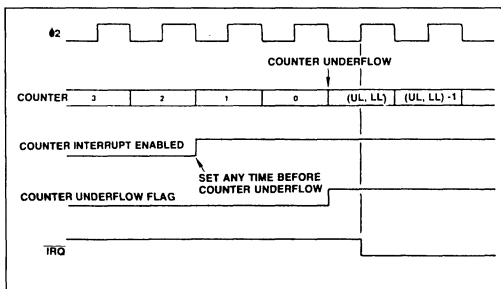 ϕ2
COUNTER UNDERFLOW
COUNTER 3 2 1 0 (UL, LL) (UL, LL) -1
COUNTER INTERRUPT ENABLED
SET ANY TIME BEFORE
COUNTER UNDERFLOW
COUNTER UNDERFLOW FLAG
IRQ